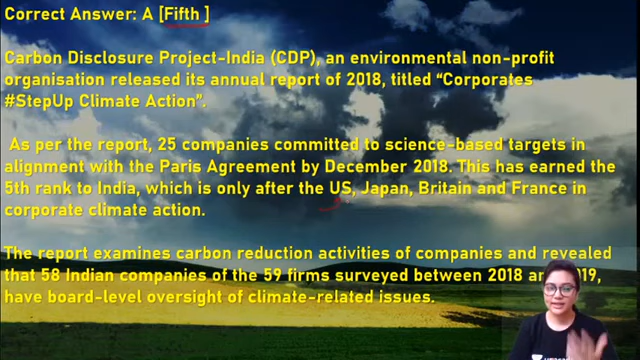 Correct Answer: A [Fifth ]
Carbon Disclosure Project-India (CDP), an environmental non-profit
organisation released its annual report of 2018, titled “Corporates
#StepUp Climate Action”.
As per the report, 25 companies committed to science-based targets in
alignment with the Paris Agreement by December 2018. This has earned the
5th rank to India, which is only after the US, Japan, Britain and France in
corporate climate action.
The report examines carbon reduction activities of companies and revealed
that 58 Indian companies of the 59 firms surveyed between 2018 2019,
have board-level oversight of climate-related issues.